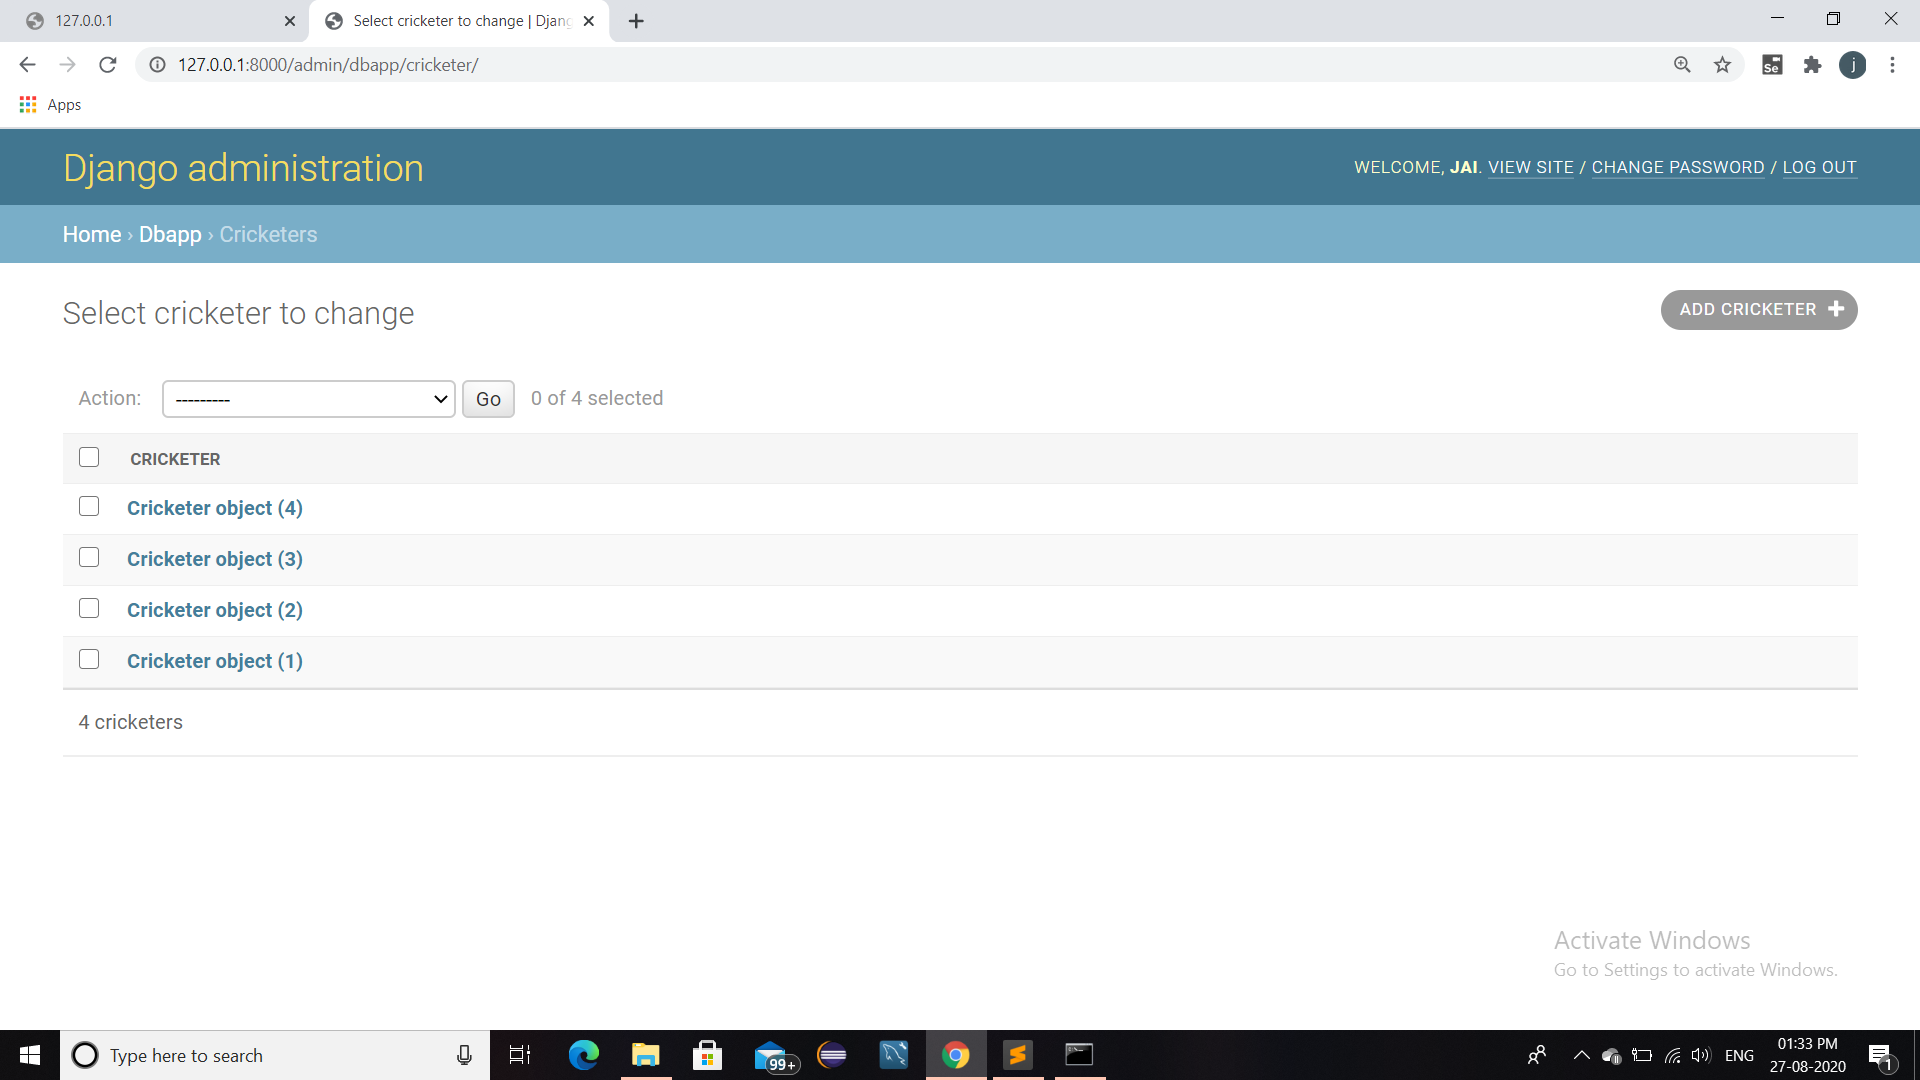 127.0.0.1
Select cricketer to change | Djang
127.0.0.1:8000/admin/dbapp/cricketer/
Se
j
Apps
Django administration
WELCOME, JAI. VIEW SITE / CHANGE PASSWORD / LOG OUT
Home › Dbapp › Cricketers
Select cricketer to change
ADD CRICKETER +
Action: --------- Go 0 of 4 selected
CRICKETER
Cricketer object (4)
Cricketer object (3)
Cricketer object (2)
Cricketer object (1)
4 cricketers
Activate Windows
Go to Settings to activate Windows.
Type here to search
99+
ENG
01:33 PM
27-08-2020
1